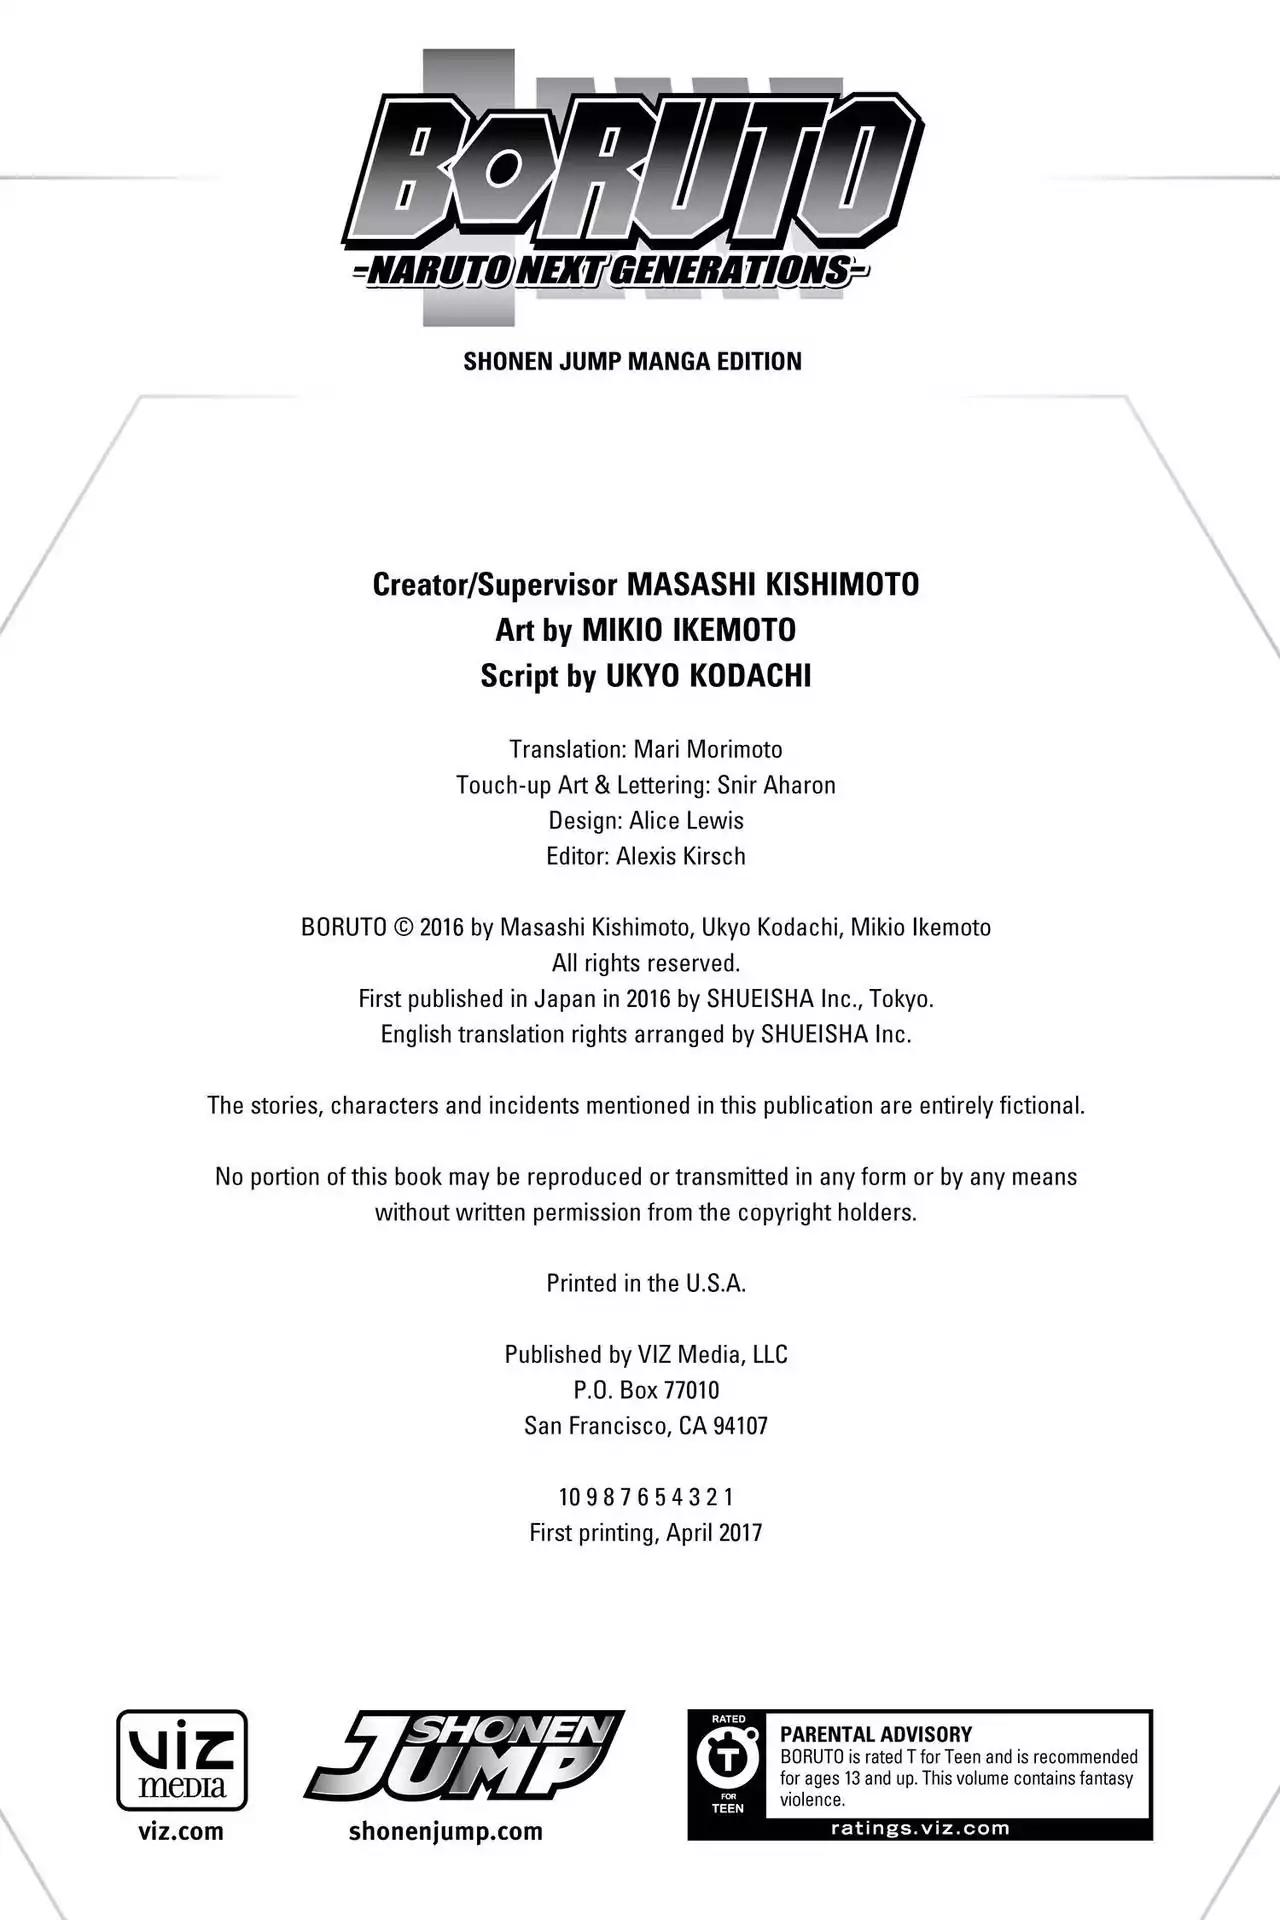 BORUTO
-NARUTO NEXT GENERATIONS-
SHONEN JUMP MANGA EDITION
Creator/Supervisor MASASHI KISHIMOTO
Art by MIKIO IKEMOTO
Script by UKYO KODACHI
Translation: Mari Morimoto
Touch-up Art & Lettering: Snir Aharon
Design: Alice Lewis
Editor: Alexis Kirsch
BORUTO © 2016 by Masashi Kishimoto, Ukyo Kodachi, Mikio Ikemoto
All rights reserved.
First published in Japan in 2016 by SHUEISHA Inc., Tokyo.
English translation rights arranged by SHUEISHA Inc.
The stories, characters and incidents mentioned in this publication are entirely fictional.
No portion of this book may be reproduced or transmitted in any form or by any means
without written permission from the copyright holders.
Printed in the U.S.A.
Published by VIZ Media, LLC
P.O. Box 77010
San Francisco, CA 94107
10 9 8 7 6 5 4 3 2 1
First printing, April 2017
viz
media
viz.com
SHONEN
JUMP
shonenjump.com
RATED
T
FOR
TEEN
PARENTAL ADVISORY
BORUTO is rated T for Teen and is recommended
for ages 13 and up. This volume contains fantasy
violence.
ratings.viz.com